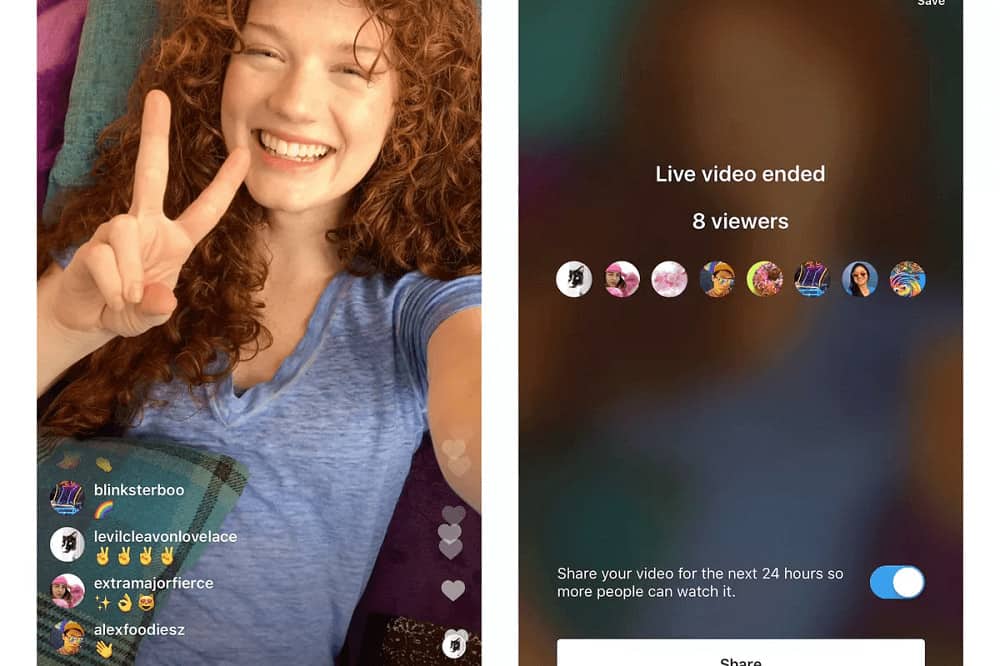 blinksterboo
🌈
levilcleavonlovelace
✌️✌️✌️✌️
extramajorfierce
✨👌😻
alexfoodiesz
👋
Save
Live video ended
8 viewers
Share your video for the next 24 hours so
more people can watch it.
Share